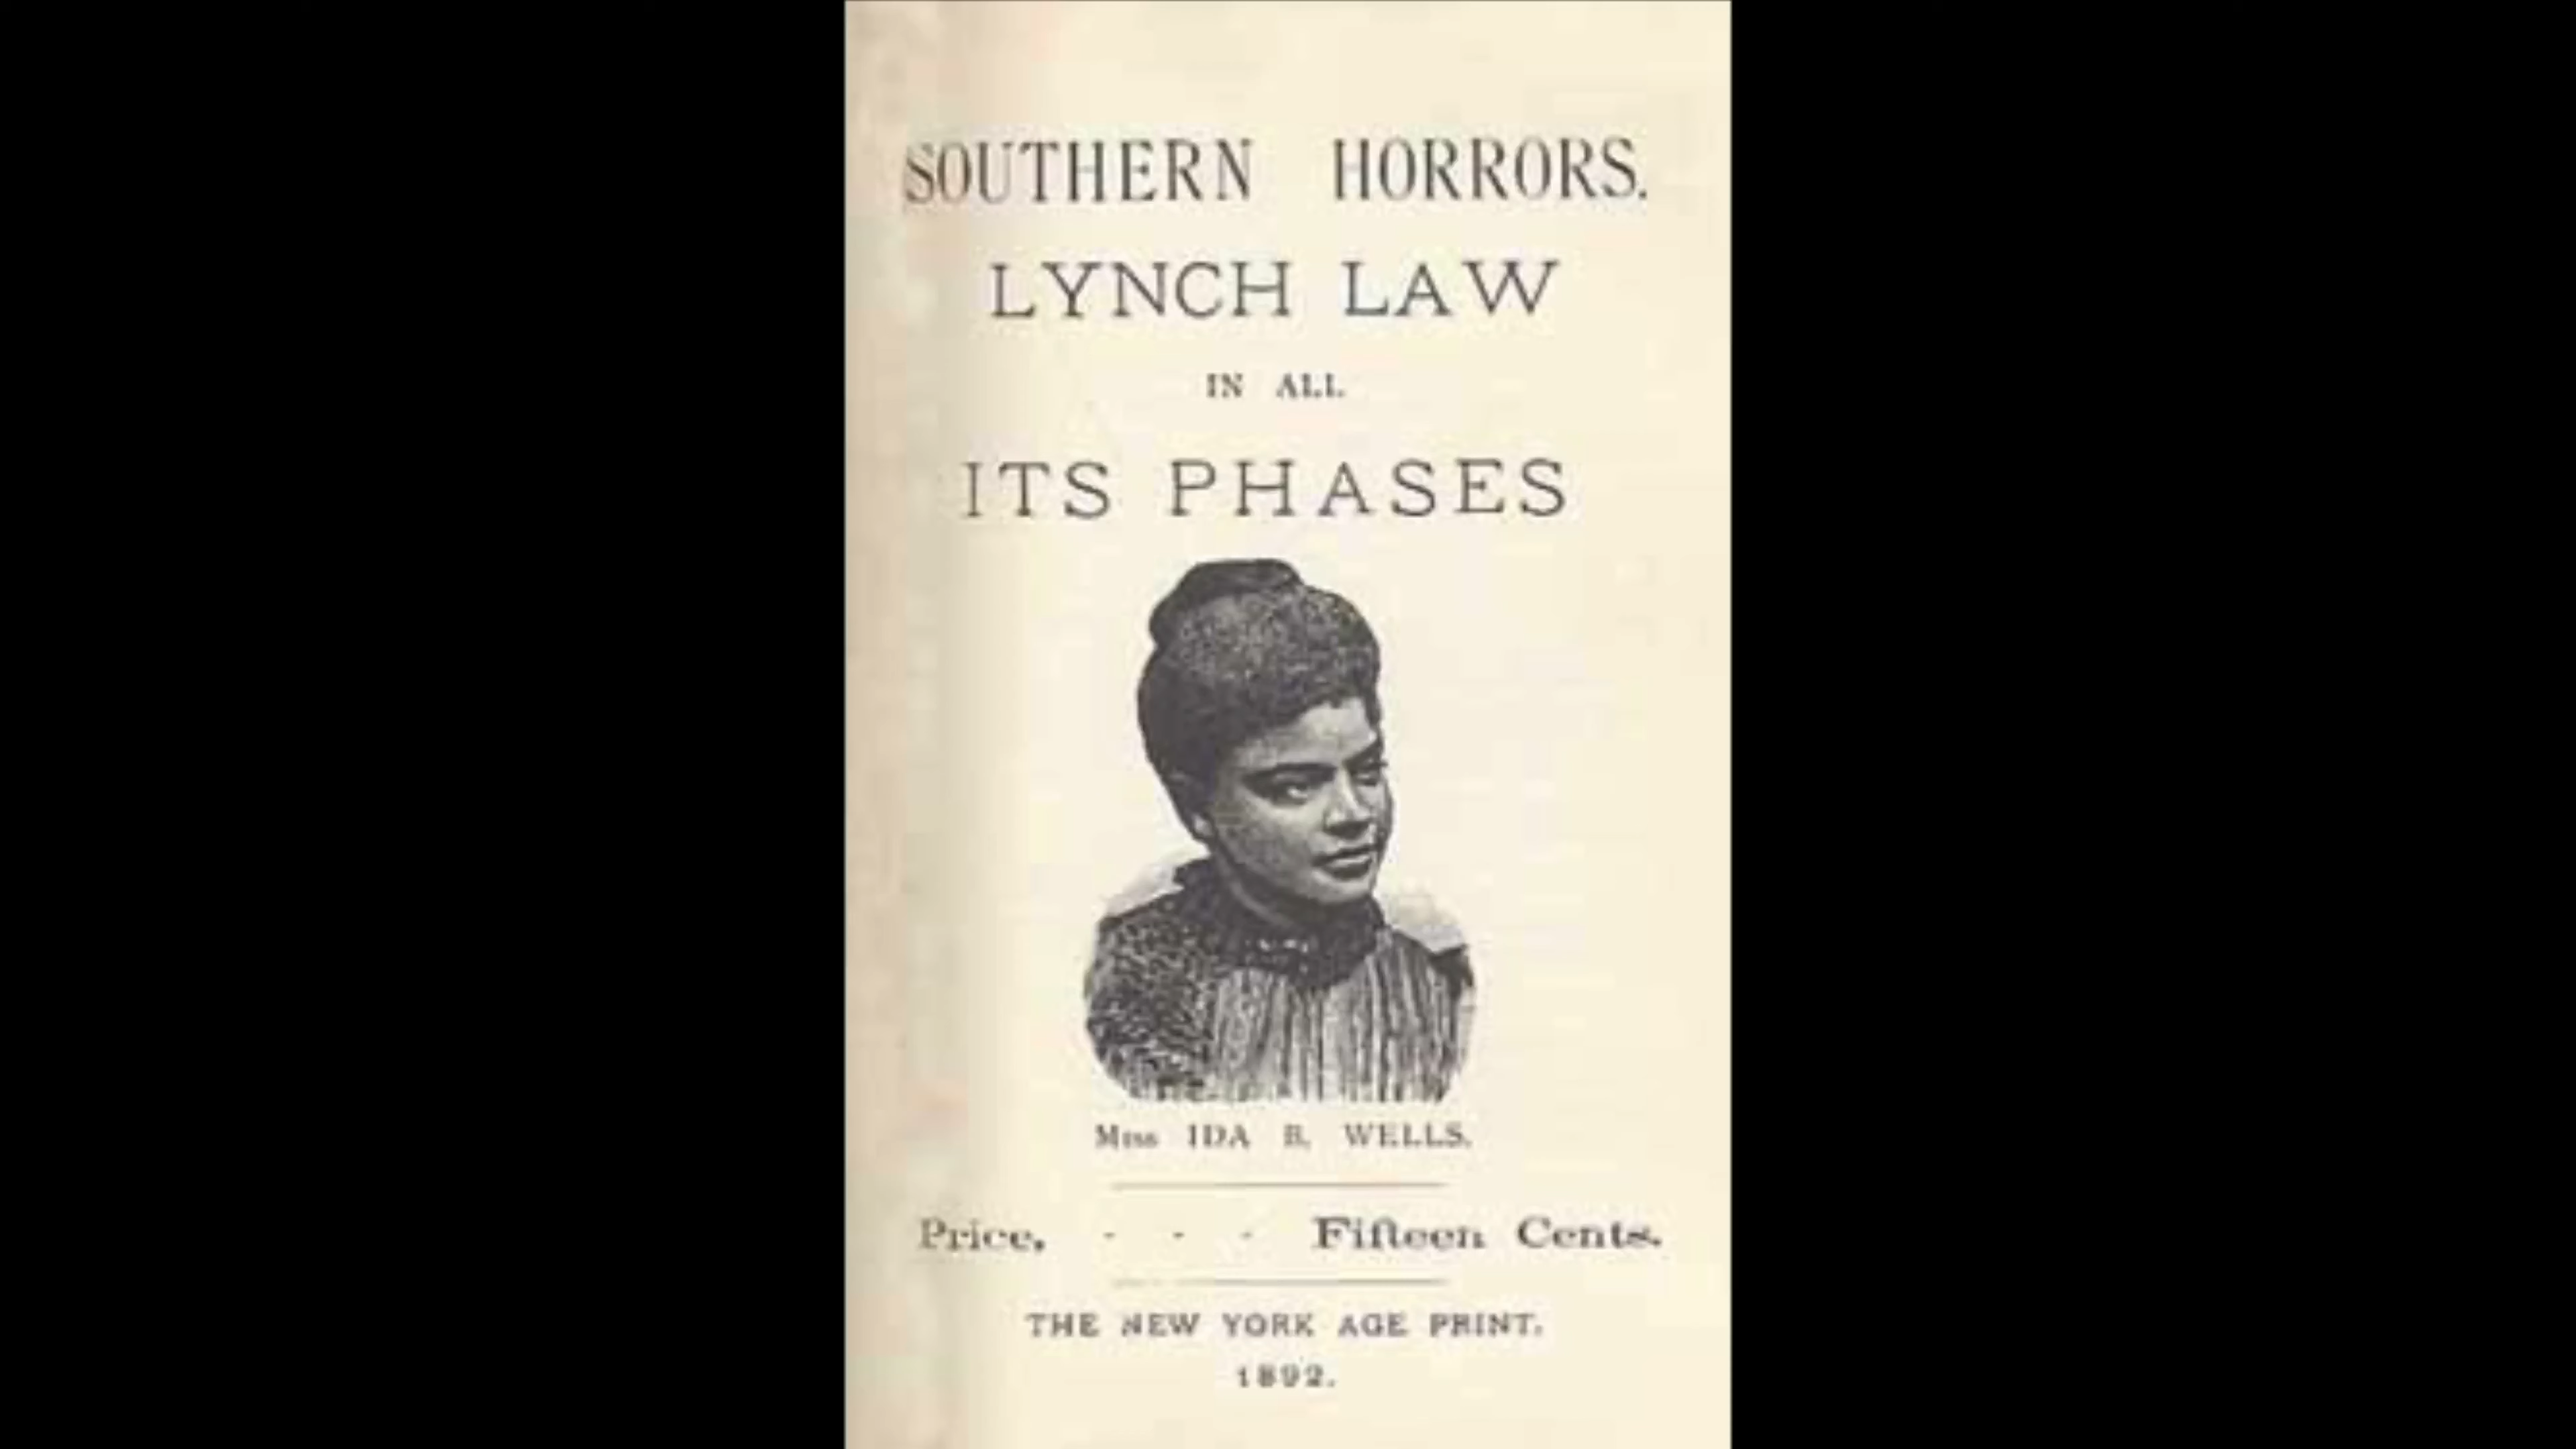 SOUTHERN HORRORS.
LYNCH LAW
IN ALL
ITS PHASES
Miss IDA B. WELLS.
Price, - - - Fifteen Cents.
THE NEW YORK AGE PRINT.
1892.